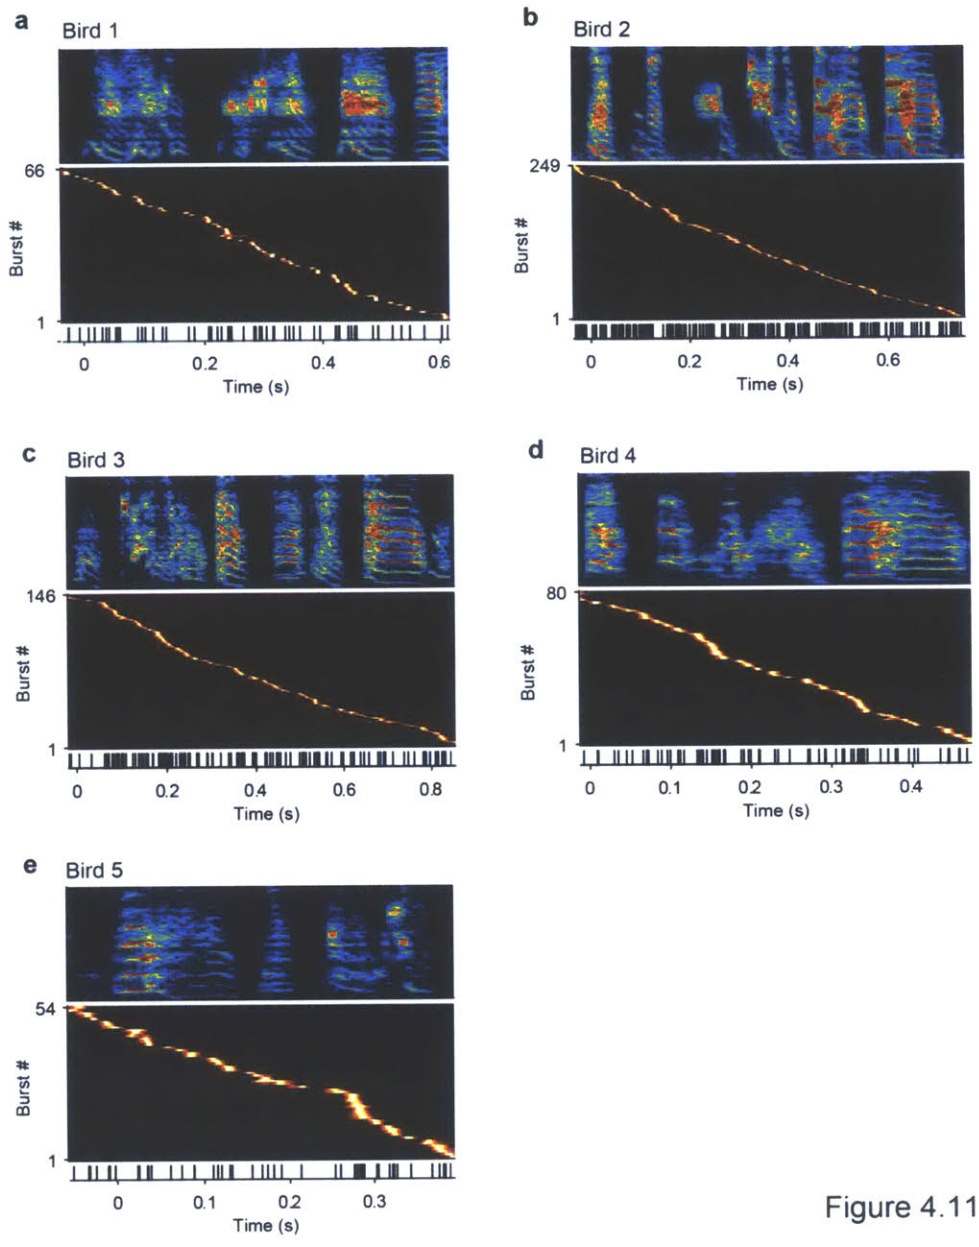 a
Bird 1
66
Burst #
1
0 0.2 0.4 0.6
Time (s)
b
Bird 2
249
Burst #
1
0 0.2 0.4 0.6
Time (s)
c
Bird 3
146
Burst #
1
0 0.2 0.4 0.6 0.8
Time (s)
d
Bird 4
80
Burst #
1
0 0.1 0.2 0.3 0.4
Time (s)
e
Bird 5
54
Burst #
1
0 0.1 0.2 0.3
Time (s)
Figure 4.11